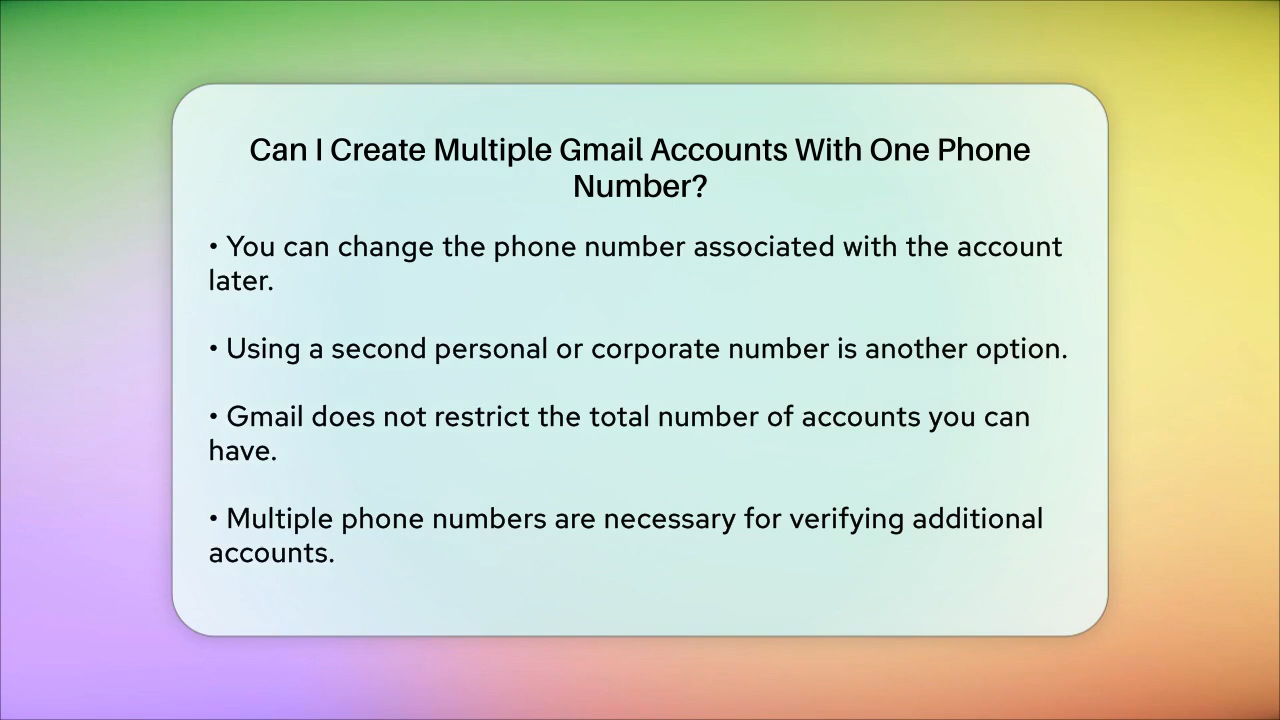 Can I Create Multiple Gmail Accounts With One Phone
Number?
• You can change the phone number associated with the account
later.
• Using a second personal or corporate number is another option.
• Gmail does not restrict the total number of accounts you can
have.
• Multiple phone numbers are necessary for verifying additional
accounts.